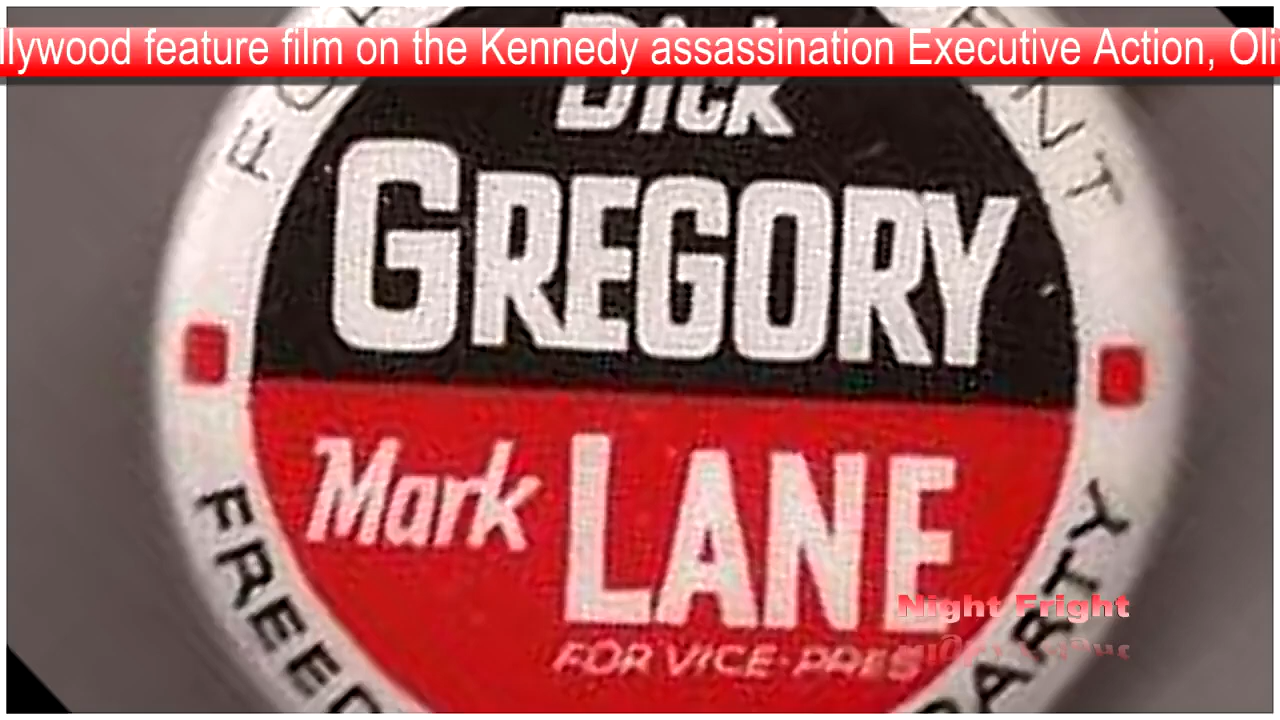 llywood feature film on the Kennedy assassination Executive Action, Oli
Dick
GREGORY
Mark LANE
FOR VICE-PRES
Night Fright
PARTY